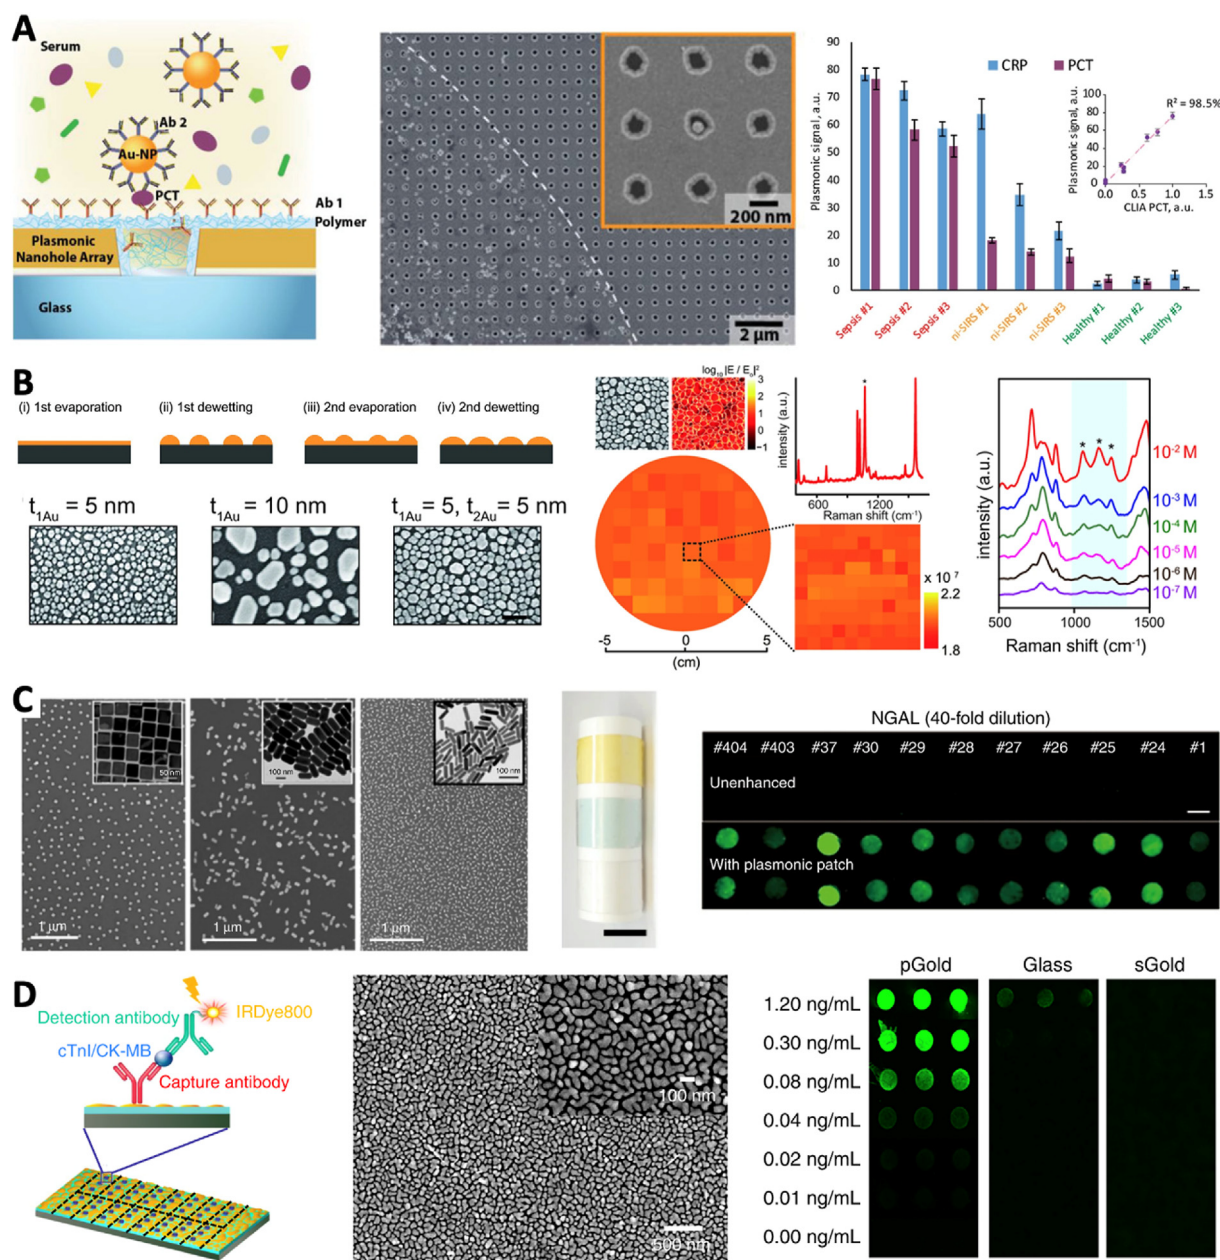 A
Serum
Ab 2
Au-NP
PCT
Ab 1
Polymer
Plasmonic
Nanohole Array
Glass
200 nm
2 µm
Plasmonic signal, a.u.
90
80
70
60
50
40
30
20
10
0
CRP PCT
Sepsis #1
Sepsis #2
Sepsis #3
ni-SIRS #1
ni-SIRS #2
ni-SIRS #3
Healthy #1
Healthy #2
Healthy #3
Plasmonic signal, a.u.
100
80
60
40
20
0
R² = 98.5%
0.0 0.5 1.0 1.5
CLIA PCT, a.u.
B
(i) 1st evaporation
(ii) 1st dewetting
(iii) 2nd evaporation
(iv) 2nd dewetting
t1Au = 5 nm
t1Au = 10 nm
t1Au = 5, t2Au = 5 nm
log10 |E / E0|²
3
2
1
0
−1
-5 0 5
(cm)
intensity (a.u.)
*
600 1200
Raman shift (cm-1)
x 10 7
2.2
1.8
intensity (a.u.)
* * *
10-2 M
10-3 M
10-4 M
10-5 M
10-6 M
10-7 M
500 1000 1500
Raman shift (cm-1)
C
50 nm
1 µm
100 nm
1 µm
100 nm
1 µm
NGAL (40-fold dilution)
#404 #403 #37 #30 #29 #28 #27 #26 #25 #24 #1
Unenhanced
With plasmonic patch
D
Detection antibody
IRDye800
cTnI/CK-MB
Capture antibody
100 nm
500 nm
pGold Glass sGold
1.20 ng/mL
0.30 ng/mL
0.08 ng/mL
0.04 ng/mL
0.02 ng/mL
0.01 ng/mL
0.00 ng/mL